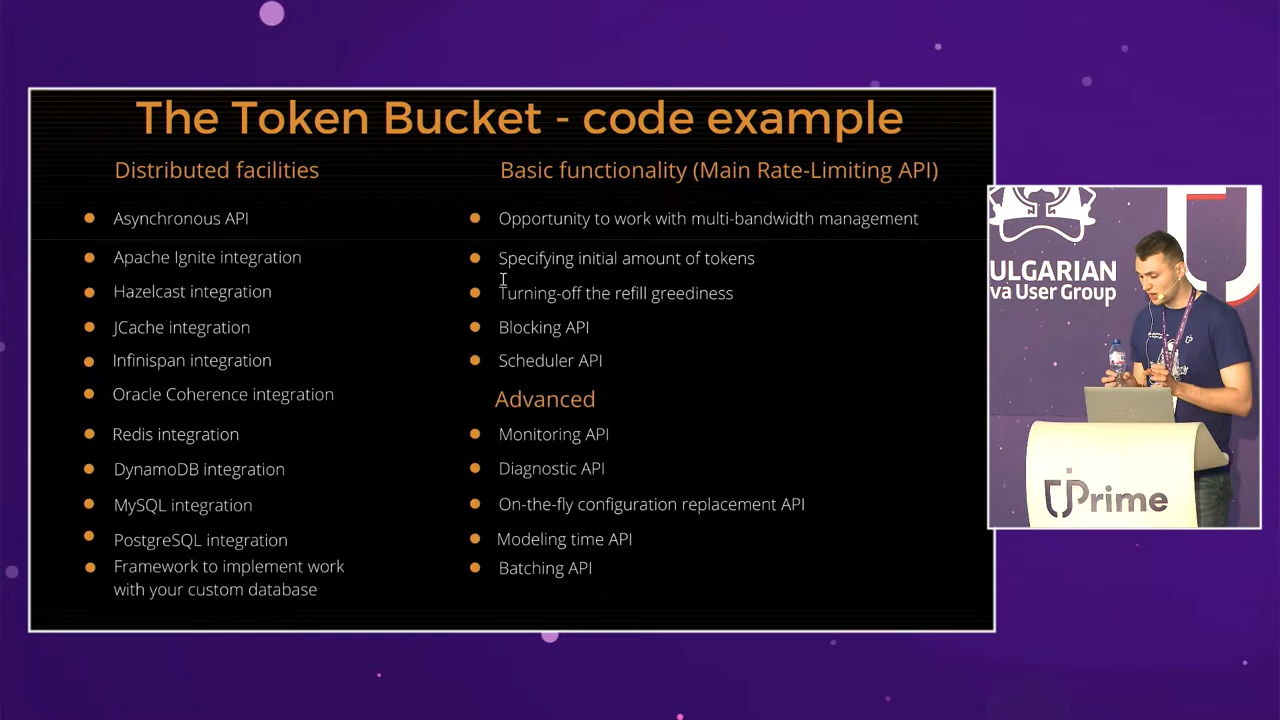 The Token Bucket - code example
Distributed facilities
Asynchronous API
Apache Ignite integration
Hazelcast integration
JCache integration
Infinispan integration
Oracle Coherence integration
Redis integration
DynamoDB integration
MySQL integration
PostgreSQL integration
Framework to implement work
with your custom database
Basic functionality (Main Rate-Limiting API)
Opportunity to work with multi-bandwidth management
Specifying initial amount of tokens
Turning-off the refill greediness
Blocking API
Scheduler API
Advanced
Monitoring API
Diagnostic API
On-the-fly configuration replacement API
Modeling time API
Batching API
ULGARIAN
va User Group
jPrime